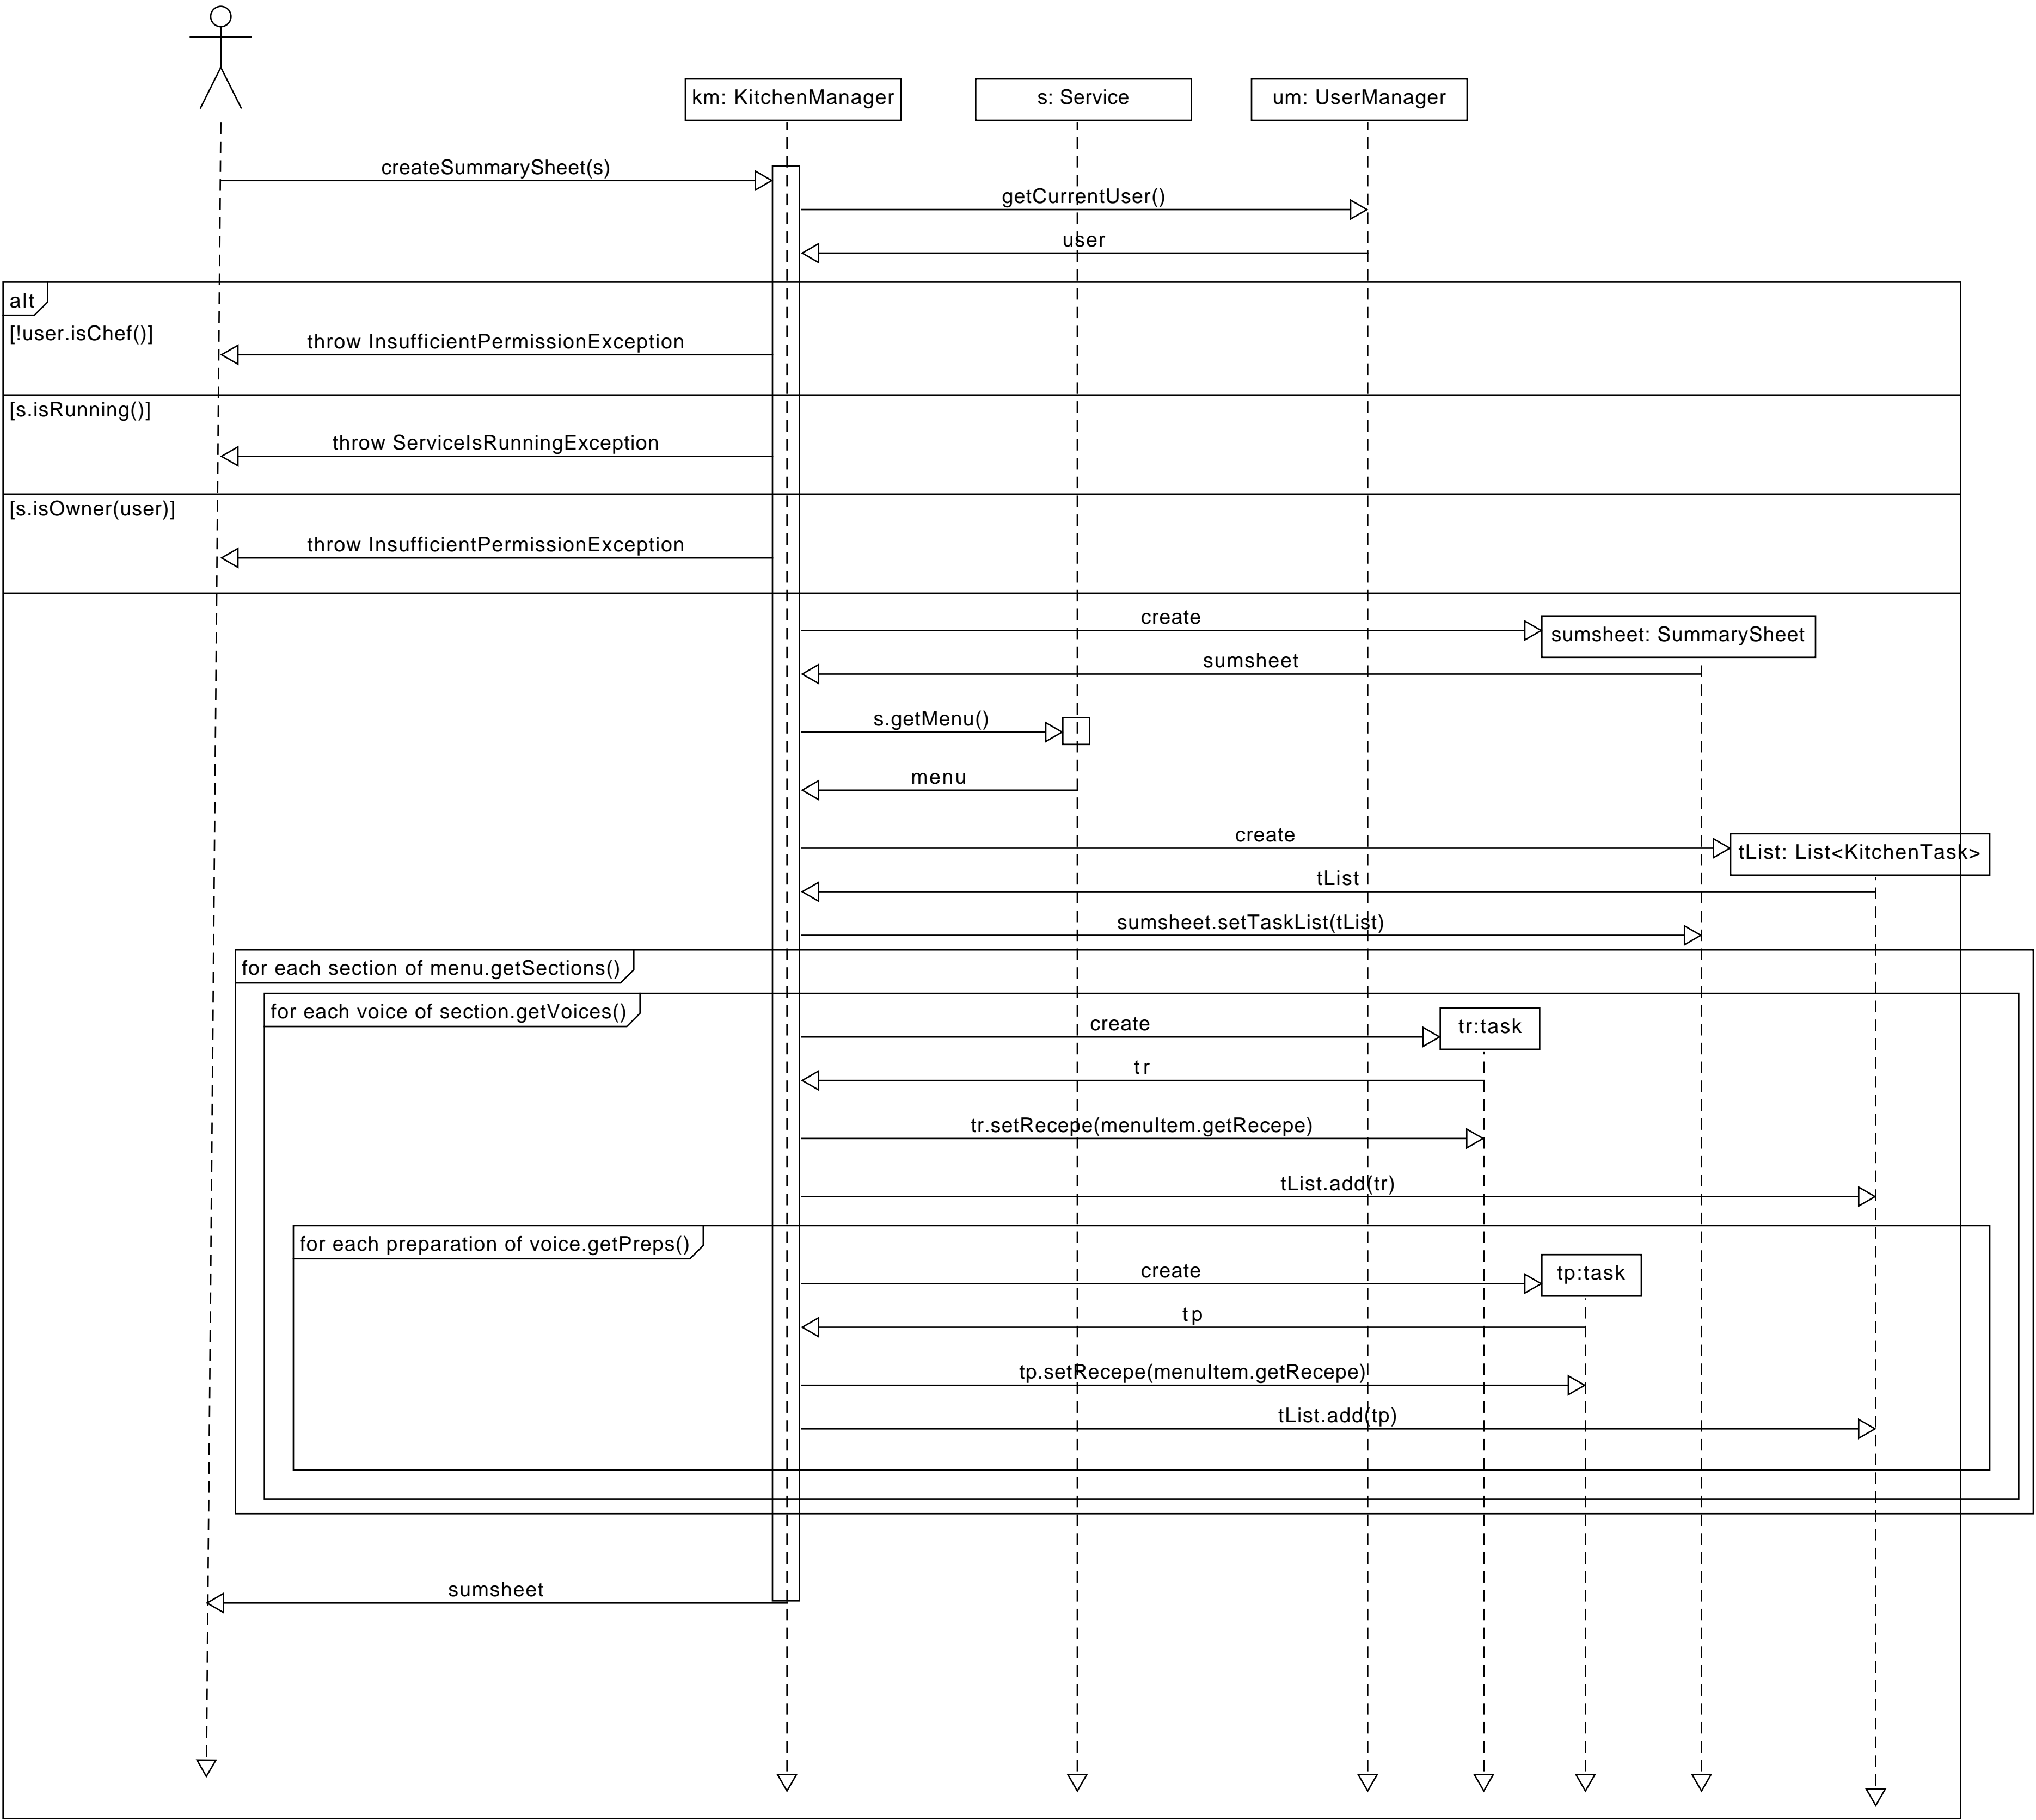 km: KitchenManager
s: Service
um: UserManager
createSummarySheet(s)
getCurrentUser()
user
alt
[!user.isChef()]
throw InsufficientPermissionException
[s.isRunning()]
throw ServiceIsRunningException
[s.isOwner(user)]
throw InsufficientPermissionException
create
sumsheet: SummarySheet
sumsheet
s.getMenu()
menu
create
tList: List<KitchenTask>
tList
sumsheet.setTaskList(tList)
for each section of menu.getSections()
for each voice of section.getVoices()
create
tr:task
tr
tr.setRecepe(menuItem.getRecepe)
tList.add(tr)
for each preparation of voice.getPreps()
create
tp:task
tp
tp.setRecepe(menuItem.getRecepe)
tList.add(tp)
sumsheet